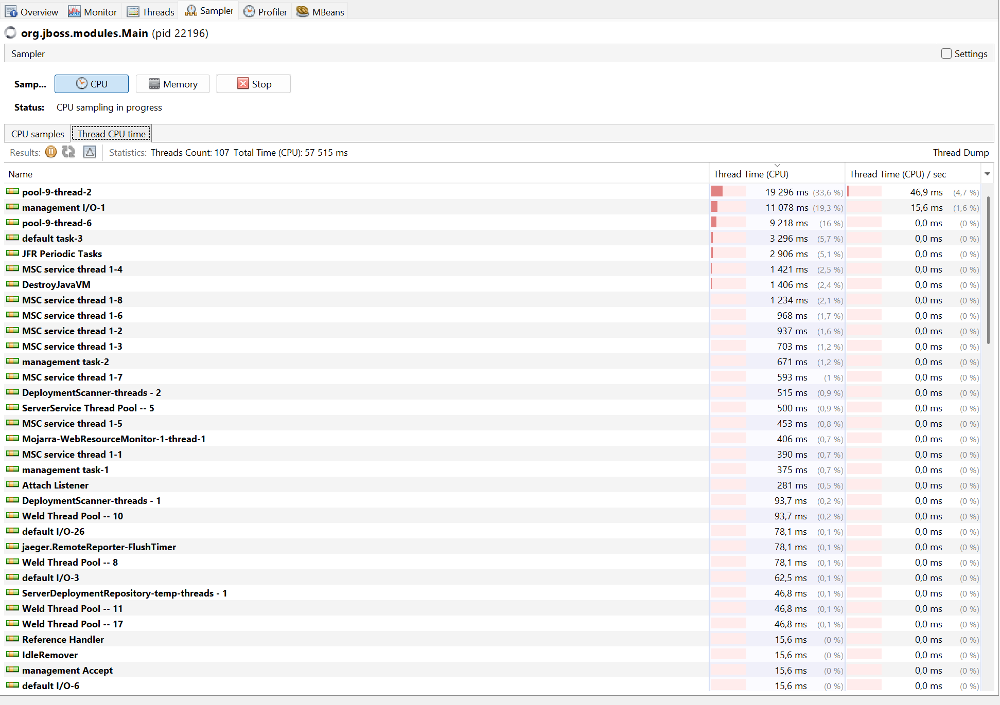 Overview Monitor Threads Sampler Profiler MBeans
org.jboss.modules.Main (pid 22196)
Sampler Settings
Samp... CPU Memory Stop
Status: CPU sampling in progress
CPU samples Thread CPU time
Results: Statistics: Threads Count: 107 Total Time (CPU): 57 515 ms Thread Dump
Name Thread Time (CPU) Thread Time (CPU) / sec
pool-9-thread-2 19 296 ms (33,6 %) 46,9 ms (4,7 %)
management I/O-1 11 078 ms (19,3 %) 15,6 ms (1,6 %)
pool-9-thread-6 9 218 ms (16 %) 0,0 ms (0 %)
default task-3 3 296 ms (5,7 %) 0,0 ms (0 %)
JFR Periodic Tasks 2 906 ms (5,1 %) 0,0 ms (0 %)
MSC service thread 1-4 1 421 ms (2,5 %) 0,0 ms (0 %)
DestroyJavaVM 1 406 ms (2,4 %) 0,0 ms (0 %)
MSC service thread 1-8 1 234 ms (2,1 %) 0,0 ms (0 %)
MSC service thread 1-6 968 ms (1,7 %) 0,0 ms (0 %)
MSC service thread 1-2 937 ms (1,6 %) 0,0 ms (0 %)
MSC service thread 1-3 703 ms (1,2 %) 0,0 ms (0 %)
management task-2 671 ms (1,2 %) 0,0 ms (0 %)
MSC service thread 1-7 593 ms (1 %) 0,0 ms (0 %)
DeploymentScanner-threads - 2 515 ms (0,9 %) 0,0 ms (0 %)
ServerService Thread Pool -- 5 500 ms (0,9 %) 0,0 ms (0 %)
MSC service thread 1-5 453 ms (0,8 %) 0,0 ms (0 %)
Mojarra-WebResourceMonitor-1-thread-1 406 ms (0,7 %) 0,0 ms (0 %)
MSC service thread 1-1 390 ms (0,7 %) 0,0 ms (0 %)
management task-1 375 ms (0,7 %) 0,0 ms (0 %)
Attach Listener 281 ms (0,5 %) 0,0 ms (0 %)
DeploymentScanner-threads - 1 93,7 ms (0,2 %) 0,0 ms (0 %)
Weld Thread Pool -- 10 93,7 ms (0,2 %) 0,0 ms (0 %)
default I/O-26 78,1 ms (0,1 %) 0,0 ms (0 %)
jaeger.RemoteReporter-FlushTimer 78,1 ms (0,1 %) 0,0 ms (0 %)
Weld Thread Pool -- 8 78,1 ms (0,1 %) 0,0 ms (0 %)
default I/O-3 62,5 ms (0,1 %) 0,0 ms (0 %)
ServerDeploymentRepository-temp-threads - 1 46,8 ms (0,1 %) 0,0 ms (0 %)
Weld Thread Pool -- 11 46,8 ms (0,1 %) 0,0 ms (0 %)
Weld Thread Pool -- 17 46,8 ms (0,1 %) 0,0 ms (0 %)
Reference Handler 15,6 ms (0 %) 0,0 ms (0 %)
IdleRemover 15,6 ms (0 %) 0,0 ms (0 %)
management Accept 15,6 ms (0 %) 0,0 ms (0 %)
default I/O-6 15,6 ms (0 %) 0,0 ms (0 %)